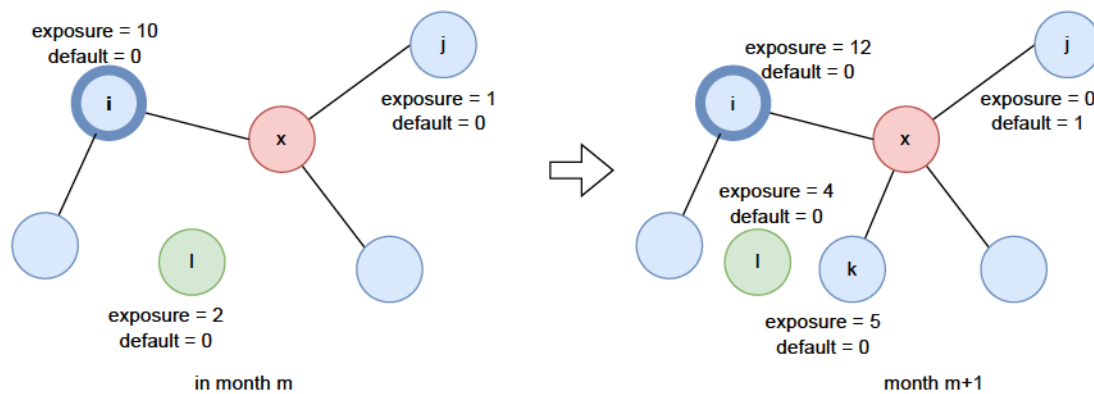 exposure = 10
default = 0
i
j
exposure = 1
default = 0
x
l
exposure = 2
default = 0
in month m
exposure = 12
default = 0
i
j
exposure = 0
default = 1
x
exposure = 4
default = 0
l
k
exposure = 5
default = 0
month m+1